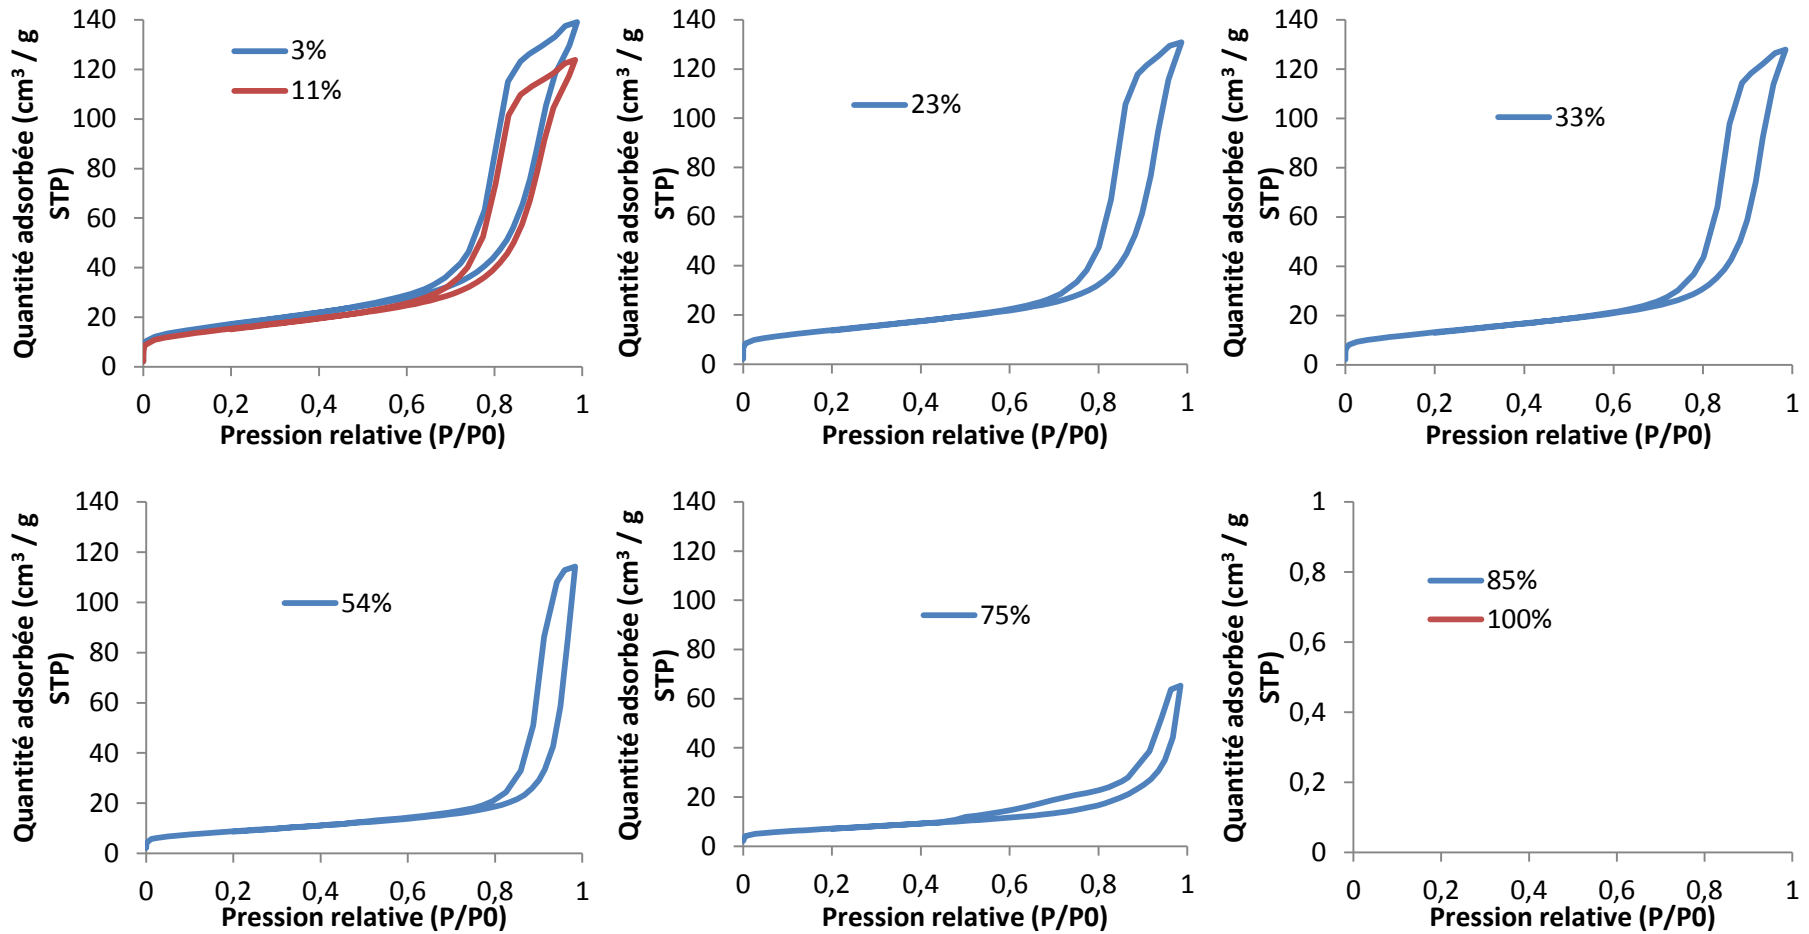 Quantité adsorbée (cm³ / g
STP)
140
120
100
80
60
40
20
0
3%
11%
0 0,2 0,4 0,6 0,8 1
Pression relative (P/P0)
Quantité adsorbée (cm³ / g
STP)
140
120
100
80
60
40
20
0
23%
0 0,2 0,4 0,6 0,8 1
Pression relative (P/P0)
Quantité adsorbée (cm³ / g
STP)
140
120
100
80
60
40
20
0
33%
0 0,2 0,4 0,6 0,8 1
Pression relative (P/P0)
Quantité adsorbée (cm³ / g
STP)
140
120
100
80
60
40
20
0
54%
0 0,2 0,4 0,6 0,8 1
Pression relative (P/P0)
Quantité adsorbée (cm³ / g
STP)
140
120
100
80
60
40
20
0
75%
0 0,2 0,4 0,6 0,8 1
Pression relative (P/P0)
Quantité adsorbée (cm³ / g
STP)
1
0,8
0,6
0,4
0,2
0
85%
100%
0 0,2 0,4 0,6 0,8 1
Pression relative (P/P0)